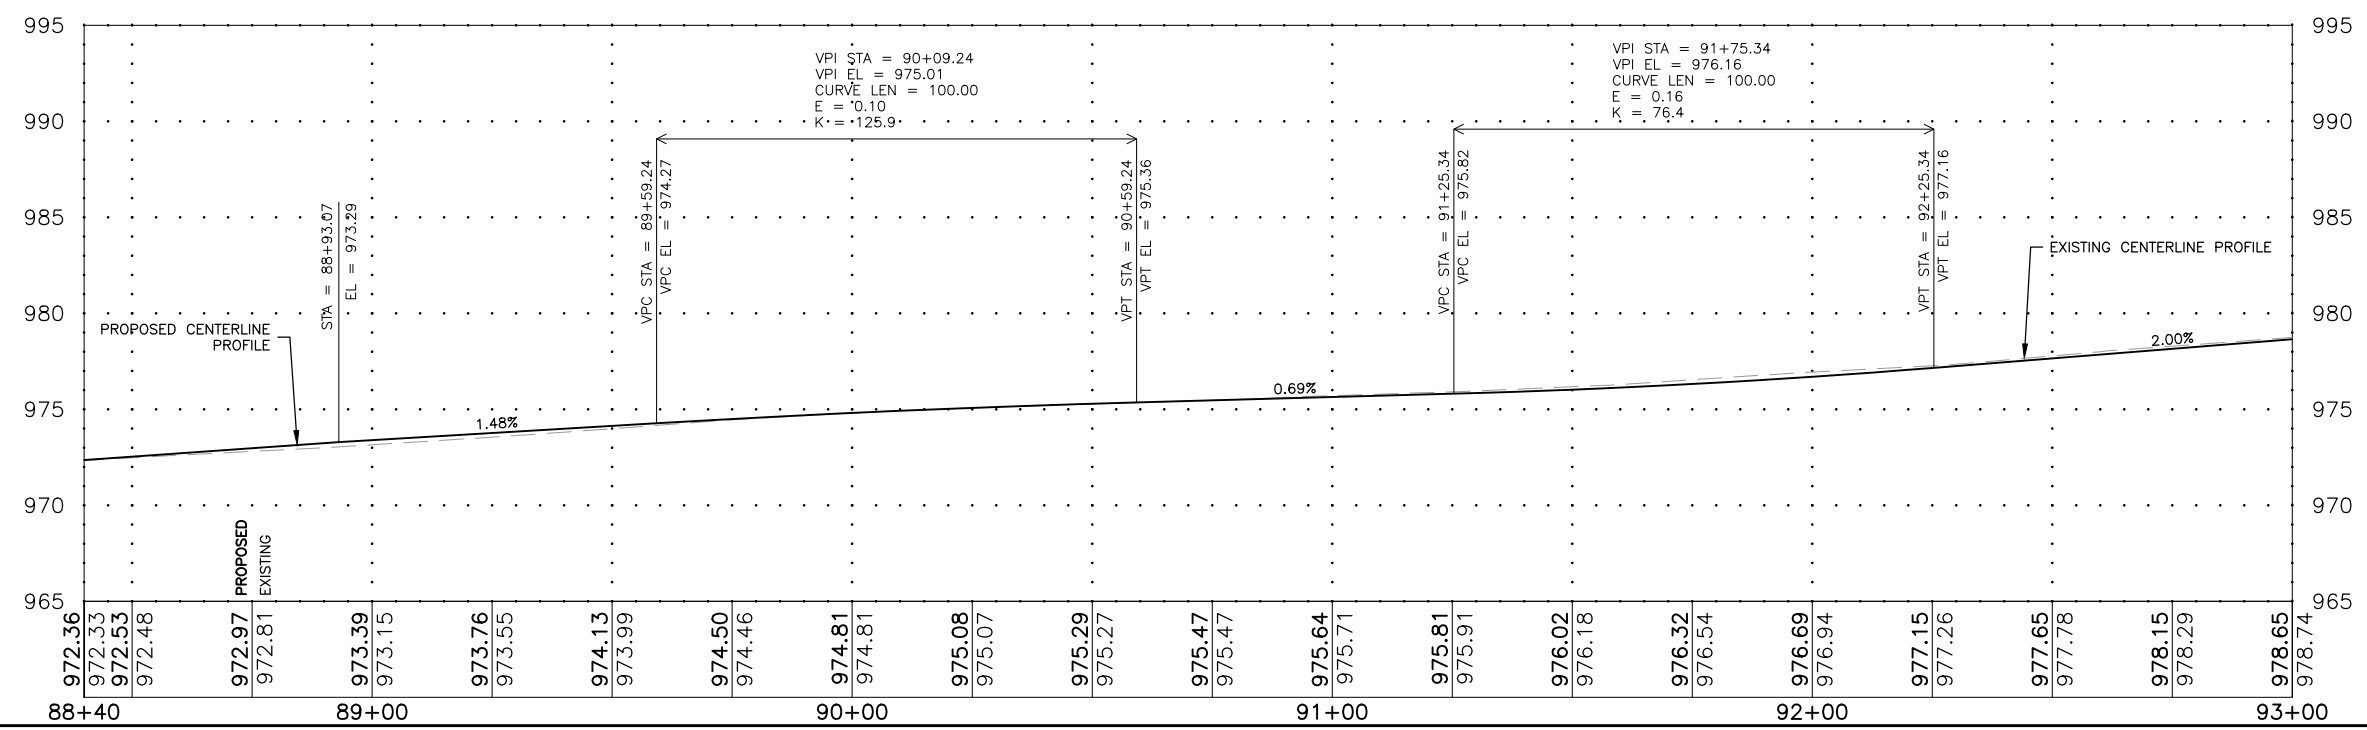 995
995
VPI STA = 90+09.24
VPI EL = 975.01
CURVE LEN = 100.00
E = 0.10
K = 125.9
VPI STA = 91+75.34
VPI EL = 976.16
CURVE LEN = 100.00
E = 0.16
K = 76.4
990
990
985
985
980
980
975
975
970
970
965
965
STA = 88+93.07
EL = 973.29
VPC STA = 89+59.24
VPC EL = 974.27
VPT STA = 90+59.24
VPT EL = 975.36
VPC STA = 91+25.34
VPC EL = 975.82
VPT STA = 92+25.34
VPT EL = 977.16
EXISTING CENTERLINE PROFILE
PROPOSED CENTERLINE
PROFILE
1.48%
0.69%
2.00%
PROPOSED
EXISTING
972.36
972.33
972.53
972.48
972.97
972.81
973.39
973.15
973.76
973.55
974.13
973.99
974.50
974.46
974.81
974.81
975.08
975.07
975.29
975.27
975.47
975.47
975.64
975.71
975.81
975.91
976.02
976.18
976.32
976.54
976.69
976.94
977.15
977.26
977.65
977.78
978.15
978.29
978.65
978.74
88+40
89+00
90+00
91+00
92+00
93+00